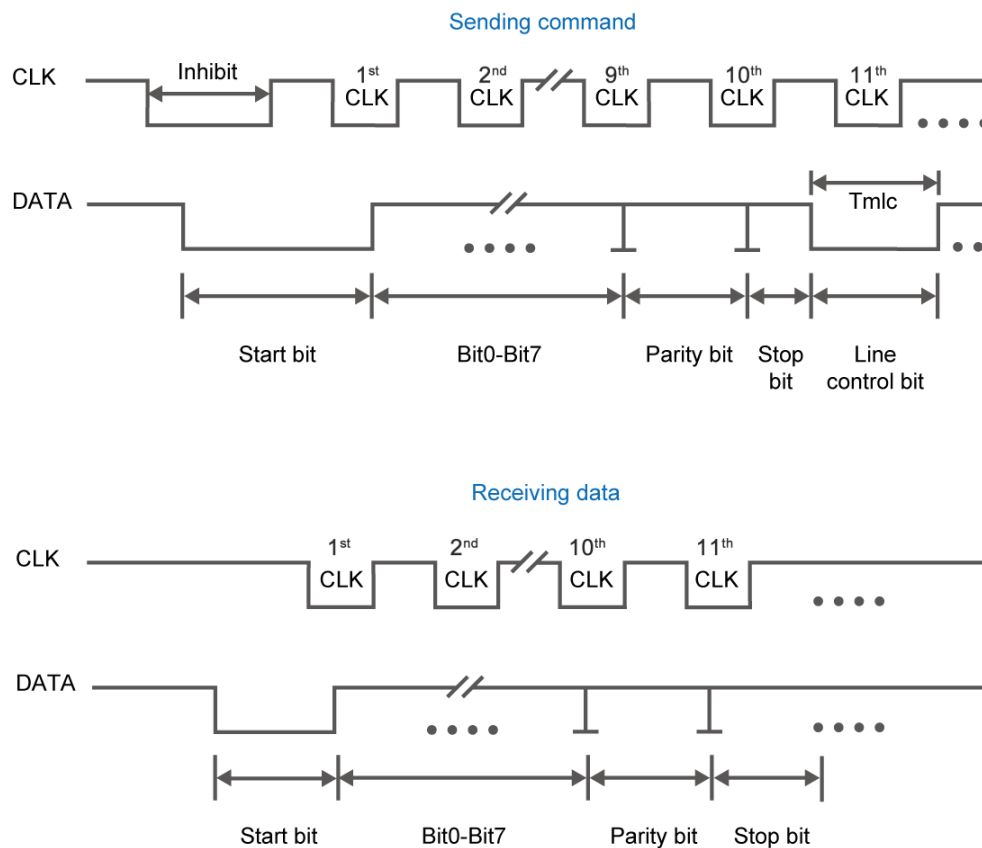 Sending command
CLK
Inhibit
1st CLK
2nd CLK
9th CLK
10th CLK
11th CLK
DATA
Tmlc
Start bit
Bit0-Bit7
Parity bit
Stop bit
Line control bit
Receiving data
CLK
1st CLK
2nd CLK
10th CLK
11th CLK
DATA
Start bit
Bit0-Bit7
Parity bit
Stop bit